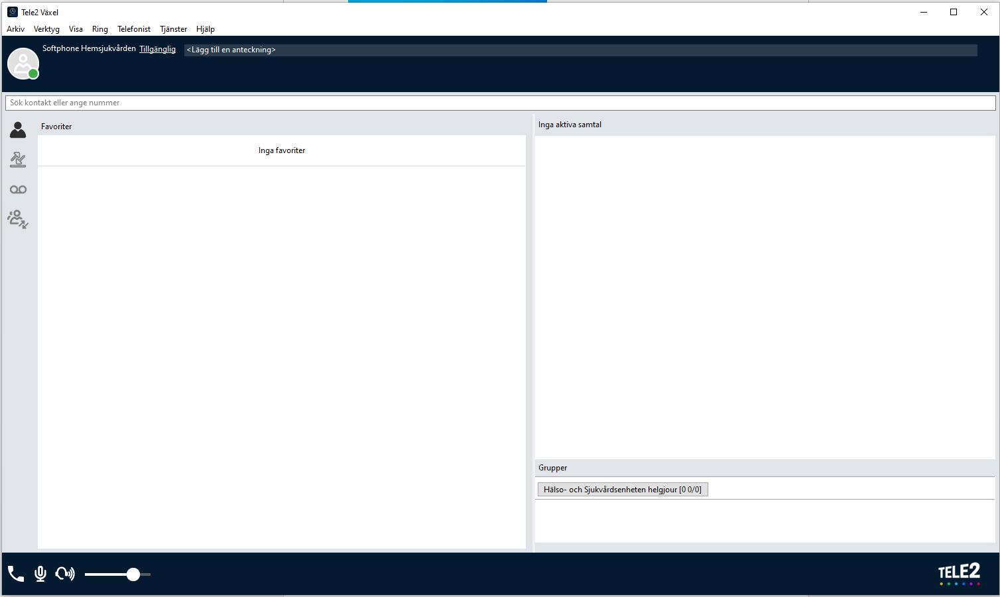 Tele2 Växel
Arkiv Verktyg Visa Ring Telefonist Tjänster Hjälp
Softphone Hemsjukvården Tillgänglig <Lägg till en anteckning>
Sök kontakt eller ange nummer
Favoriter
Inga favoriter
Inga aktiva samtal
Grupper
Hälso- och Sjukvårdsenheten helgjour [0 0/0]
TELE2